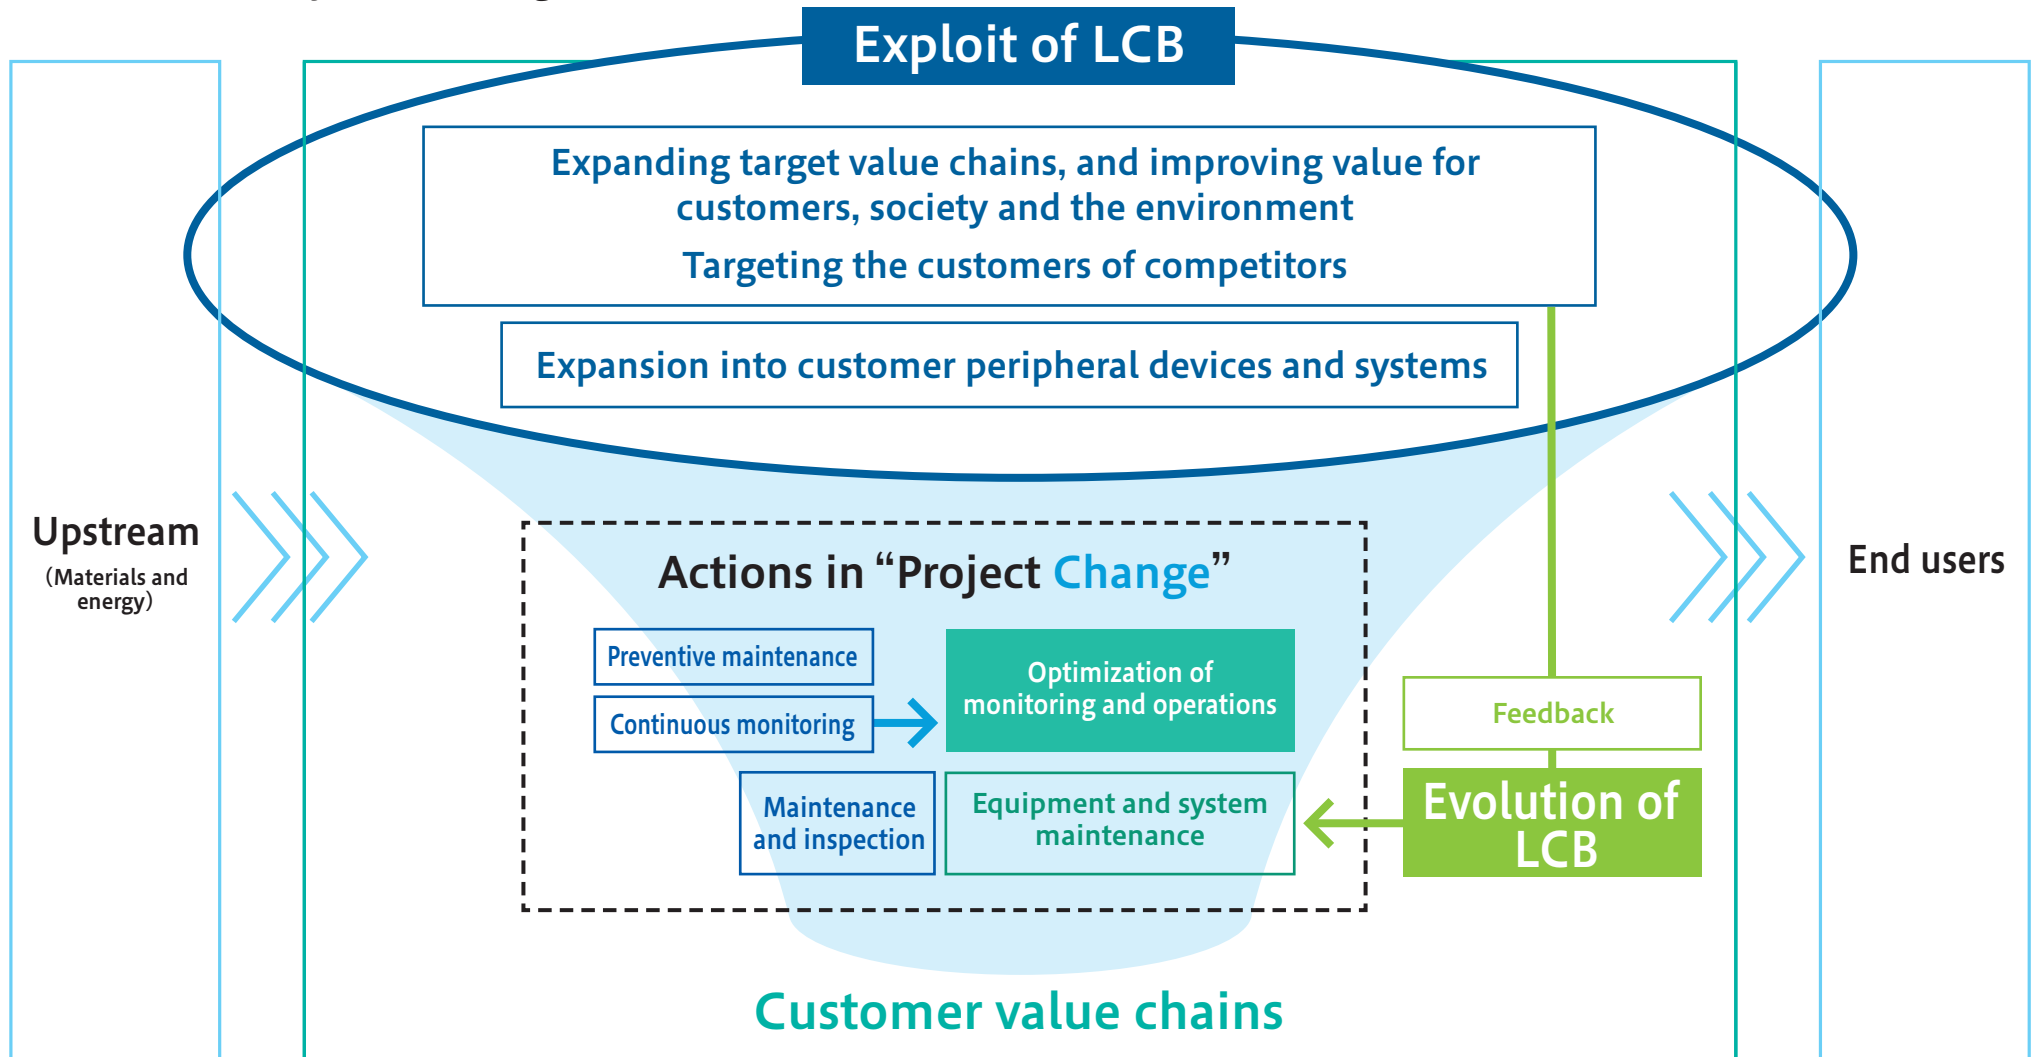 Exploit of LCB
Expanding target value chains, and improving value for
customers, society and the environment
Targeting the customers of competitors
Expansion into customer peripheral devices and systems
Upstream
(Materials and
energy)
Actions in “Project Change”
Preventive maintenance
Continuous monitoring
Optimization of
monitoring and operations
Maintenance
and inspection
Equipment and system
maintenance
Feedback
Evolution of
LCB
End users
Customer value chains